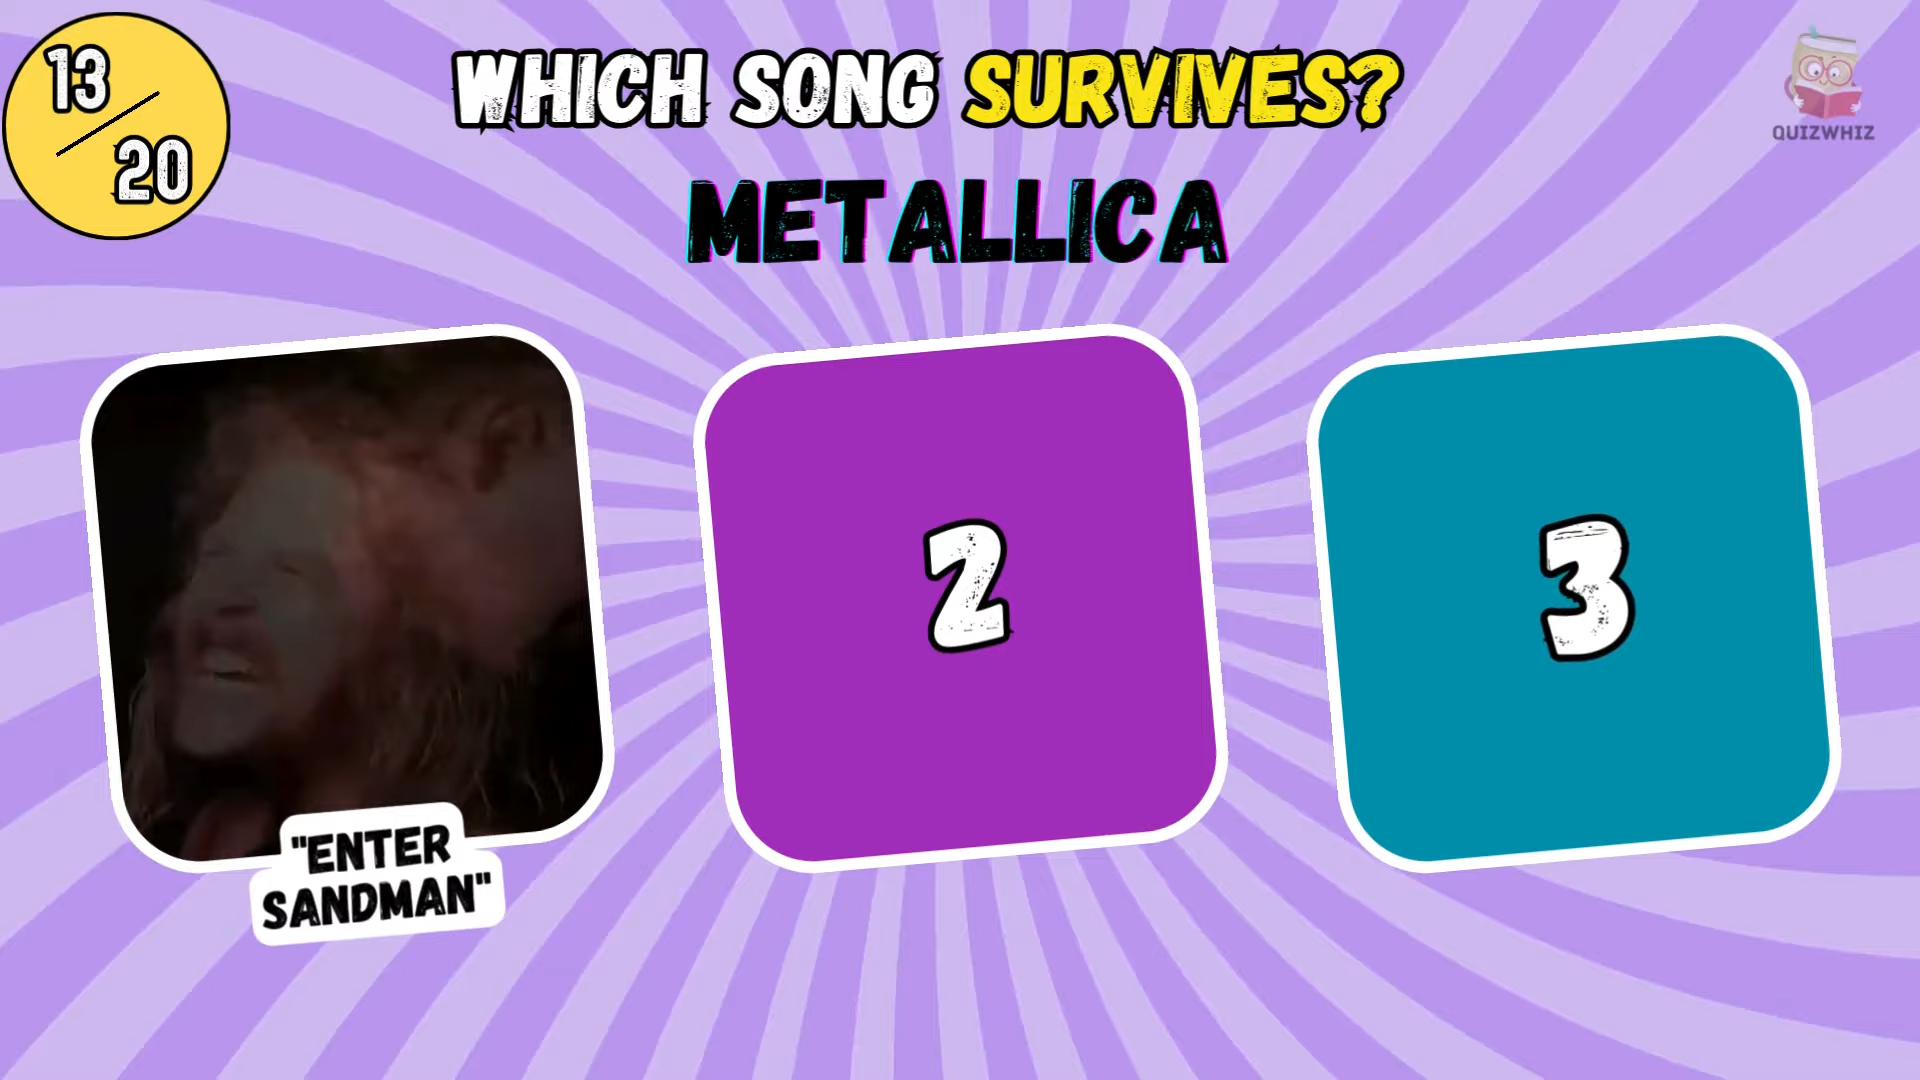 13
20
WHICH SONG SURVIVES?
QUIZWHIZ
METALLICA
2
3
"ENTER
SANDMAN"